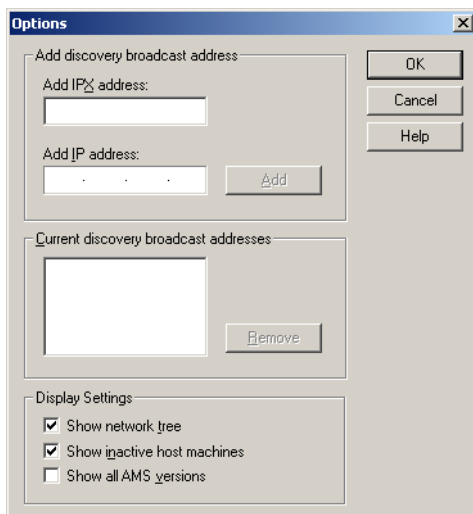 Options
Add discovery broadcast address
OK
Add IPX address:
Cancel
Help
Add IP address:
. . .
Add
Current discovery broadcast addresses
Remove
Display Settings
Show network tree
Show inactive host machines
Show all AMS versions